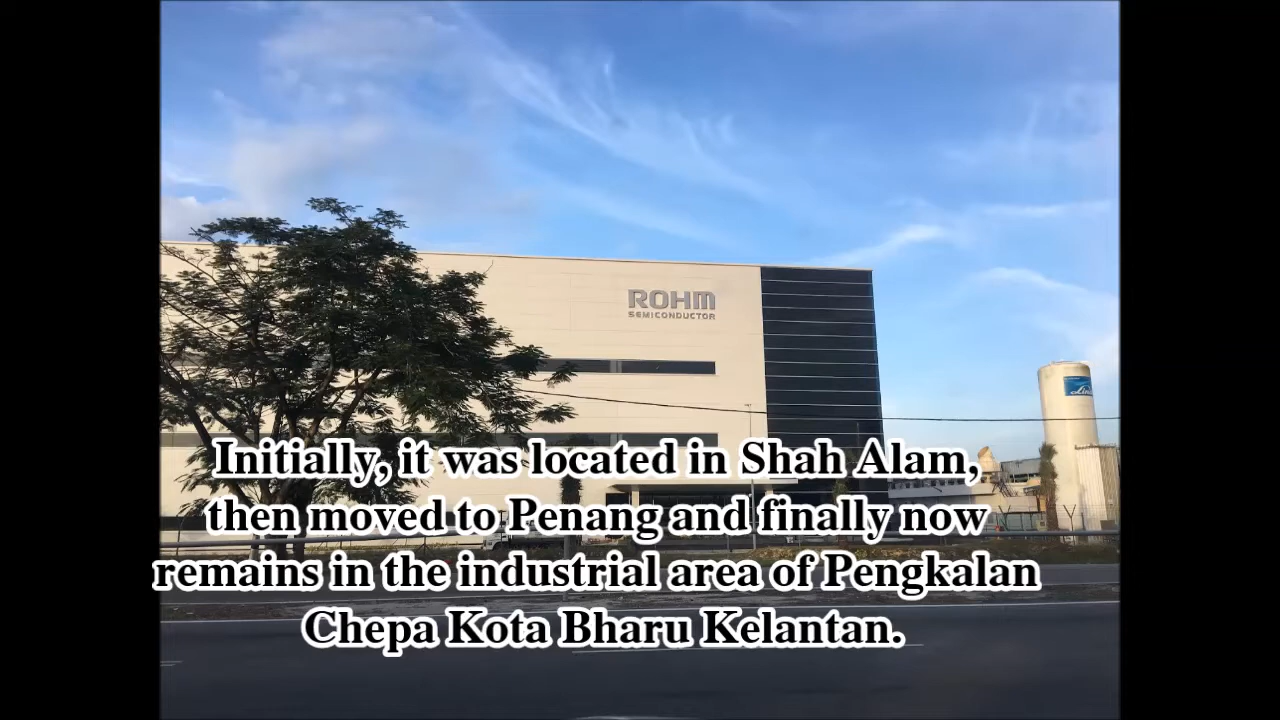 ROHM
SEMICONDUCTOR
Initially, it was located in Shah Alam,
then moved to Penang and finally now
remains in the industrial area of Pengkalan
Chepa Kota Bharu Kelantan.